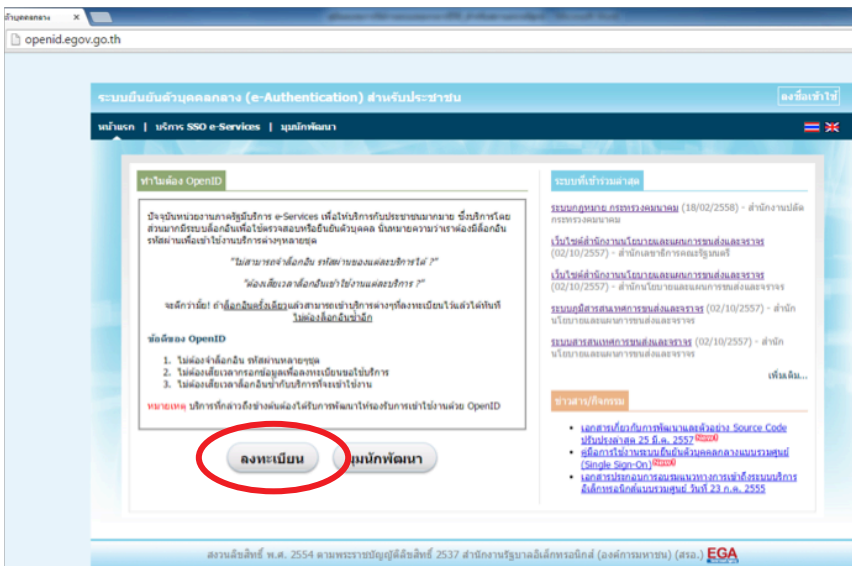 openid.egov.go.th
ระบบยืนยันตัวบุคคลกลาง (e-Authentication) สำหรับประชาชน
ลงชื่อเข้าใช้
หน้าแรก | บริการ SSO e-Services | มุมนักพัฒนา
ทำไมต้อง OpenID
ปัจจุบันหน่วยงานภาครัฐมีบริการ e-Services เพื่อให้บริการกับประชาชนมากมาย ซึ่งบริการโดย
ส่วนมากมีระบบล็อกอินเพื่อใช้ตรวจสอบหรือยืนยันตัวบุคคล นั่นหมายความว่าเราต้องมีล็อกอิน
รหัสผ่านเพื่อเข้าใช้งานบริการต่างๆหลายชุด
"ไม่สามารถจำล็อกอิน รหัสผ่านของแต่ละบริการได้ ?"
"ต้องเสียเวลาล็อกอินเข้าใช้งานแต่ละบริการ ?"
จะดีกว่ามั้ย! ถ้าล็อกอินครั้งเดียวแล้วสามารถเข้าบริการต่างๆที่ลงทะเบียนไว้แล้วได้ทันที
ไม่ต้องล็อกอินซ้ำอีก
ข้อดีของ OpenID
1. ไม่ต้องจำล็อกอิน รหัสผ่านหลายๆชุด
2. ไม่ต้องเสียเวลากรอกข้อมูลเพื่อลงทะเบียนขอใช้บริการ
3. ไม่ต้องเสียเวลาล็อกอินซ้ำกับบริการที่จะเข้าใช้งาน
หมายเหตุ บริการที่กล่าวถึงข้างต้นต้องได้รับการพัฒนาให้รองรับการเข้าใช้งานด้วย OpenID
ลงทะเบียน
มุมนักพัฒนา
ระบบที่เข้าร่วมล่าสุด
ระบบกฎหมาย กระทรวงคมนาคม (18/02/2558) - สำนักงานปลัด
กระทรวงคมนาคม
เว็บไซต์สำนักงานนโยบายและแผนการขนส่งและจราจร
(02/10/2557) - สำนักเลขาธิการคณะรัฐมนตรี
เว็บไซต์สำนักงานนโยบายและแผนการขนส่งและจราจร
(02/10/2557) - สำนักนโยบายและแผนการขนส่งและจราจร
ระบบภูมิสารสนเทศการขนส่งและจราจร (02/10/2557) - สำนัก
นโยบายและแผนการขนส่งและจราจร
ระบบสารสนเทศการขนส่งและจราจร (02/10/2557) - สำนัก
นโยบายและแผนการขนส่งและจราจร
เพิ่มเติม...
ข่าวสาร/กิจกรรม
เอกสารเกี่ยวกับการพัฒนาและตัวอย่าง Source Code
ปรับปรุงล่าสุด 25 มี.ค. 2557
คู่มือการใช้งานระบบยืนยันตัวบุคคลกลางแบบรวมศูนย์
(Single Sign-On)
เอกสารประกอบการอบรมแนวทางการเข้าถึงระบบบริการ
อิเล็กทรอนิกส์แบบรวมศูนย์ วันที่ 23 ก.ค. 2555
สงวนลิขสิทธิ์ พ.ศ. 2554 ตามพระราชบัญญัติลิขสิทธิ์ 2537 สำนักงานรัฐบาลอิเล็กทรอนิกส์ (องค์การมหาชน) (สรอ.) EGA